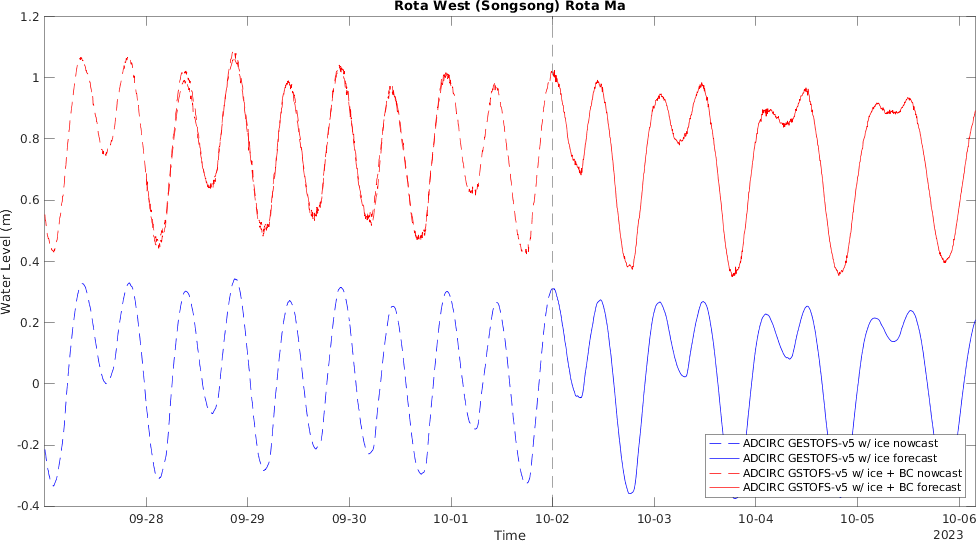 Rota West (Songsong) Rota Ma
1.2
1
0.8
0.6
0.4
0.2
0
-0.2
-0.4
Water Level (m)
ADCIRC GESTOFS-v5 w/ ice nowcast
ADCIRC GESTOFS-v5 w/ ice forecast
ADCIRC GSTOFS-v5 w/ ice + BC nowcast
ADCIRC GSTOFS-v5 w/ ice + BC forecast
09-28 09-29 09-30 10-01 10-02 10-03 10-04 10-05 10-06
Time
2023